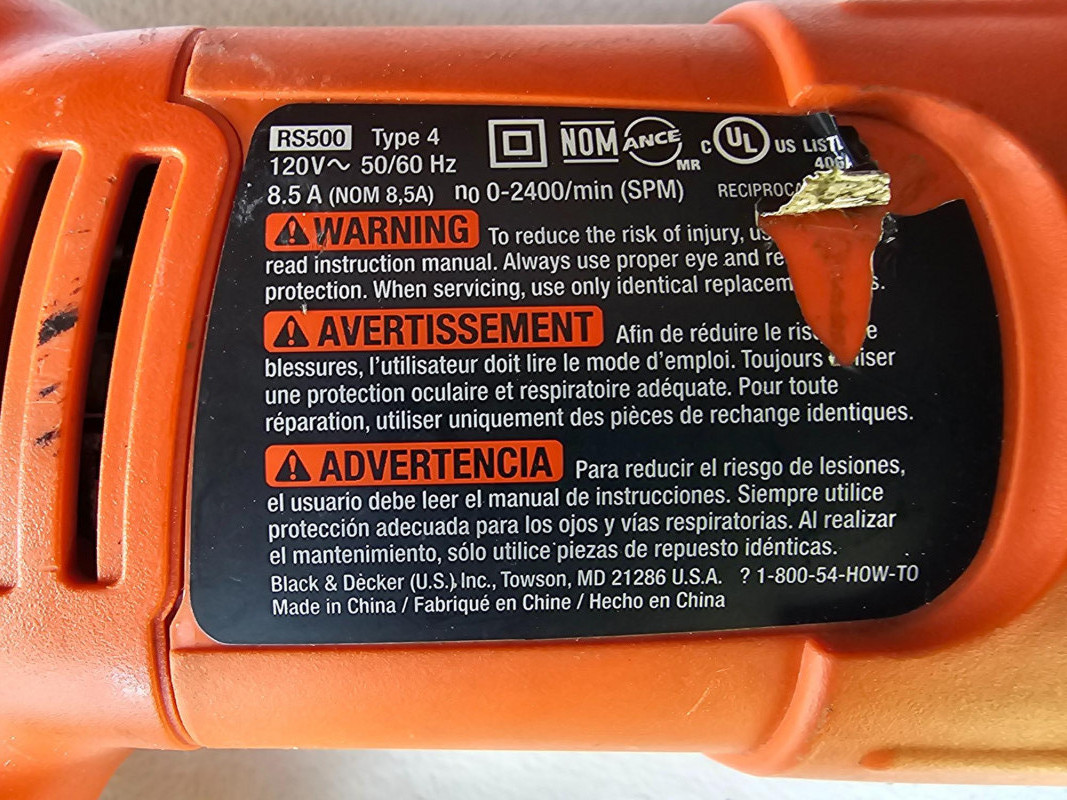 RS500 Type 4 NOM ANCE MR C UL US
120V~ 50/60 Hz
8.5 A (NOM 8,5A) n0 0-2400/min (SPM)
⚠WARNING To reduce the risk of injury,
read instruction manual. Always use proper eye and
protection. When servicing, use only identical
⚠AVERTISSEMENT Afin de réduire le
blessures, l'utilisateur doit lire le mode d'emploi. Toujours
une protection oculaire et respiratoire adéquate. Pour toute
réparation, utiliser uniquement des pièces de rechange identiques.
⚠ADVERTENCIA Para reducir el riesgo de lesiones,
el usuario debe leer el manual de instrucciones. Siempre utilice
protección adecuada para los ojos y vías respiratorias. Al realizar
el mantenimiento, sólo utilice piezas de repuesto idénticas.
Black & Decker (U.S.) Inc., Towson, MD 21286 U.S.A. ? 1-800-54-HOW-TO
Made in China / Fabriqué en Chine / Hecho en China